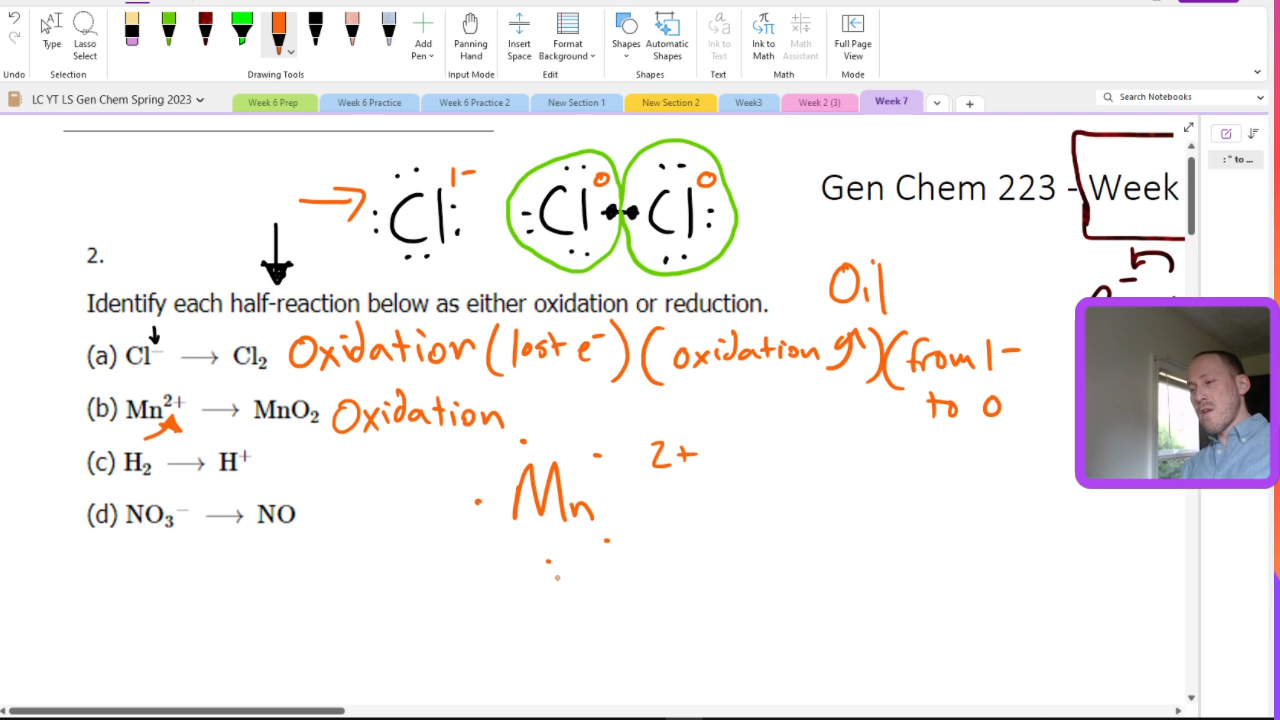 Undo
Type
Lasso
Select
Selection
Drawing Tools
Add
Pen
Panning
Hand
Input Mode
Insert
Space
Format
Background
Edit
Shapes
Automatic
Shapes
Shapes
Ink to
Text
Text
Ink to
Math
Math
Assistant
Math
Full Page
View
Mode
LC YT LS Gen Chem Spring 2023
Week 6 Prep
Week 6 Practice
Week 6 Practice 2
New Section 1
New Section 2
Week3
Week 2 (3)
Week 7
Search Notebooks
: " to ...
Cl 1-
Cl 0 Cl 0
Gen Chem 223 - Week
2.
Oil
Identify each half-reaction below as either oxidation or reduction.
(a) Cl⁻ → Cl₂ Oxidation (lost e⁻) (oxidation #↑) (from 1-
to 0
(b) Mn²⁺ → MnO₂ Oxidation
(c) H₂ → H⁺
Mn 2+
(d) NO₃⁻ → NO